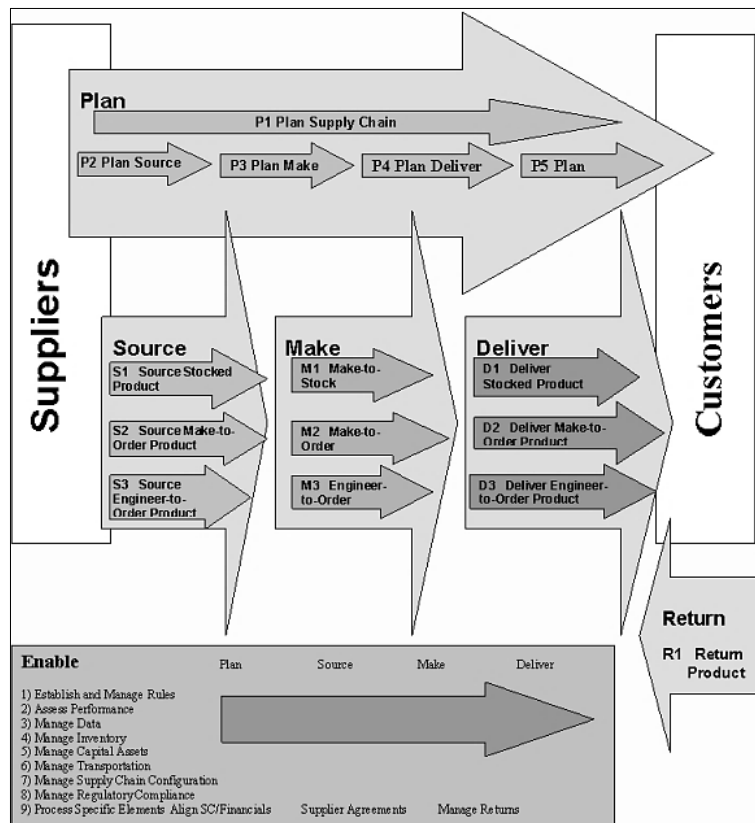 Plan
P1 Plan Supply Chain
P2 Plan Source
P3 Plan Make
P4 Plan Deliver
P5 Plan
Suppliers
Customers
Source
S1 Source Stocked
Product
S2 Source Make-to-
Order Product
S3 Source
Engineer-to-
Order Product
Make
M1 Make-to-
Stock
M2 Make-to-
Order
M3 Engineer-
to-Order
Deliver
D1 Deliver
Stocked Product
D2 Deliver Make-to-
Order Product
D3 Deliver Engineer-
to-Order Product
Return
R1 Return
Product
Enable
Plan Source Make Deliver
1) Establish and Manage Rules
2) Assess Performance
3) Manage Data
4) Manage Inventory
5) Manage Capital Assets
6) Manage Transportation
7) Manage Supply Chain Configuration
8) Manage Regulatory Compliance
9) Process Specific Elements Align SC/Financials Supplier Agreements Manage Returns